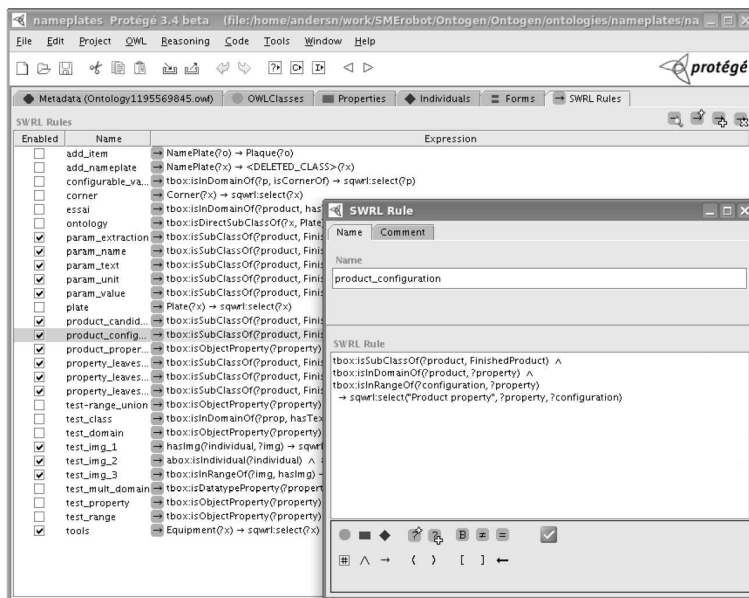 nameplates Protégé 3.4 beta (file:/home/andersn/work/SMErobot/Ontogen/Ontogen/ontologies/nameplates/na
File Edit Project OWL Reasoning Code Tools Window Help
protégé
Metadata (Ontology1195569845.owl) OWLClasses Properties Individuals Forms SWRL Rules
SWRL Rules
Enabled Name Expression
add_item → NamePlate(?o) → Plaque(?o)
add_nameplate → NamePlate(?x) → <DELETED_CLASS>(?x)
configurable_va... → tbox:isInDomainOf(?p, isCornerOf) → sqwrl:select(?p)
corner → Corner(?x) → sqwrl:select(?x)
essai → tbox:isInDomainOf(?product, has
ontology → tbox:isDirectSubClassOf(?x, Plate
param_extraction → tbox:isSubClassOf(?product, Finis
param_name → tbox:isSubClassOf(?product, Finis
param_text → tbox:isSubClassOf(?product, Finis
param_unit → tbox:isSubClassOf(?product, Finis
param_value → tbox:isSubClassOf(?product, Finis
plate → Plate(?x) → sqwrl:select(?x)
product_candid... → tbox:isSubClassOf(?product, Finis
product_config... → tbox:isSubClassOf(?product, Finis
product_proper... → tbox:isObjectProperty(?property)
property_leaves... → tbox:isSubClassOf(?product, Finis
property_leaves... → tbox:isSubClassOf(?product, Finis
property_leaves... → tbox:isSubClassOf(?product, Finis
test-range_union → tbox:isObjectProperty(?property)
test_class → tbox:isInDomainOf(?prop, hasTex
test_domain → tbox:isObjectProperty(?property)
test_img_1 → hasImg(?individual, ?img) → sqwr
test_img_2 → abox:isIndividual(?individual) ∧
test_img_3 → tbox:isInRangeOf(?img, hasImg) →
test_mult_domain → tbox:isDatatypeProperty(?propert
test_property → tbox:isObjectProperty(?property)
test_range → tbox:isObjectProperty(?property)
tools → Equipment(?x) → sqwrl:select(?x)
SWRL Rule
Name Comment
Name
product_configuration
SWRL Rule
tbox:isSubClassOf(?product, FinishedProduct) ∧
tbox:isInDomainOf(?product, ?property) ∧
tbox:isInRangeOf(?configuration, ?property)
→ sqwrl:select("Product property", ?property, ?configuration)
? ? B ≠ =
# ∧ → ( ) [ ] ←